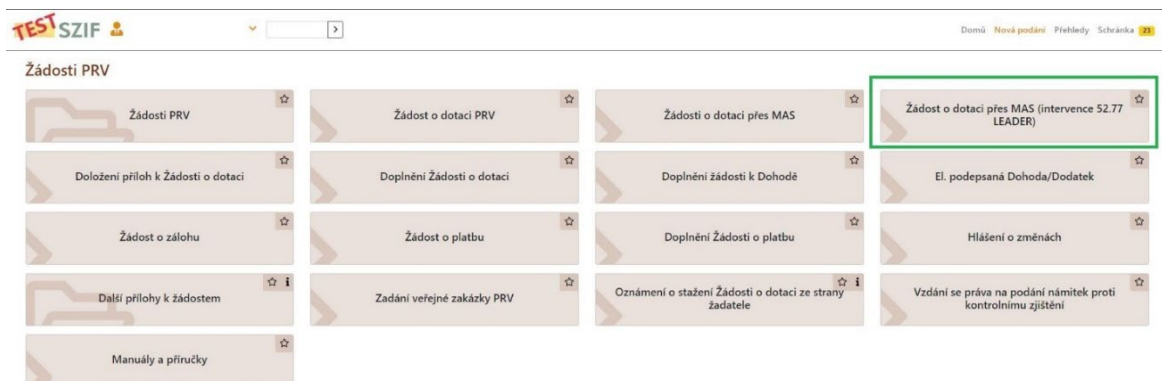 TEST SZIF
Domů Nová podání Přehledy Schránka 21
Žádosti PRV
Žádosti PRV
Žádost o dotaci PRV
Žádosti o dotaci přes MAS
Žádost o dotaci přes MAS (intervence 52.77
LEADER)
Doložení příloh k Žádosti o dotaci
Doplnění Žádosti o dotaci
Doplnění žádosti k Dohodě
El. podepsaná Dohoda/Dodatek
Žádost o zálohu
Žádost o platbu
Doplnění Žádosti o platbu
Hlášení o změnách
Další přílohy k žádostem
Zadání veřejné zakázky PRV
Oznámení o stažení Žádosti o dotaci ze strany
žadatele
Vzdání se práva na podání námitek proti
kontrolnímu zjištění
Manuály a příručky